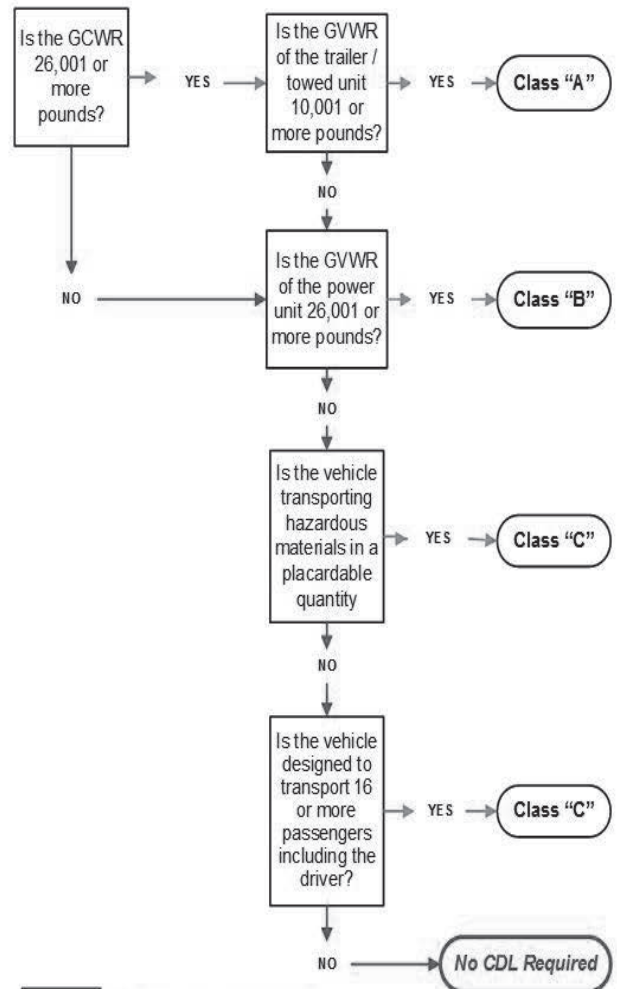 Is the GCWR
26,001 or
more
pounds?
YES
Is the GVWR
of the trailer /
towed unit
10,001 or
more pounds?
YES
Class “A”
NO
NO
Is the GVWR
of the power
unit 26,001 or
more pounds?
YES
Class “B”
NO
Is the vehicle
transporting
hazardous
materials in a
placardable
quantity
YES
Class “C”
NO
Is the vehicle
designed to
transport 16
or more
passengers
including the
driver?
YES
Class “C”
NO
No CDL Required